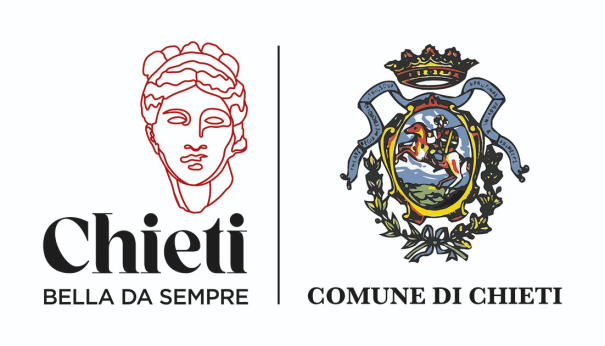 Chieti
BELLA DA SEMPRE
COMUNE DI CHIETI